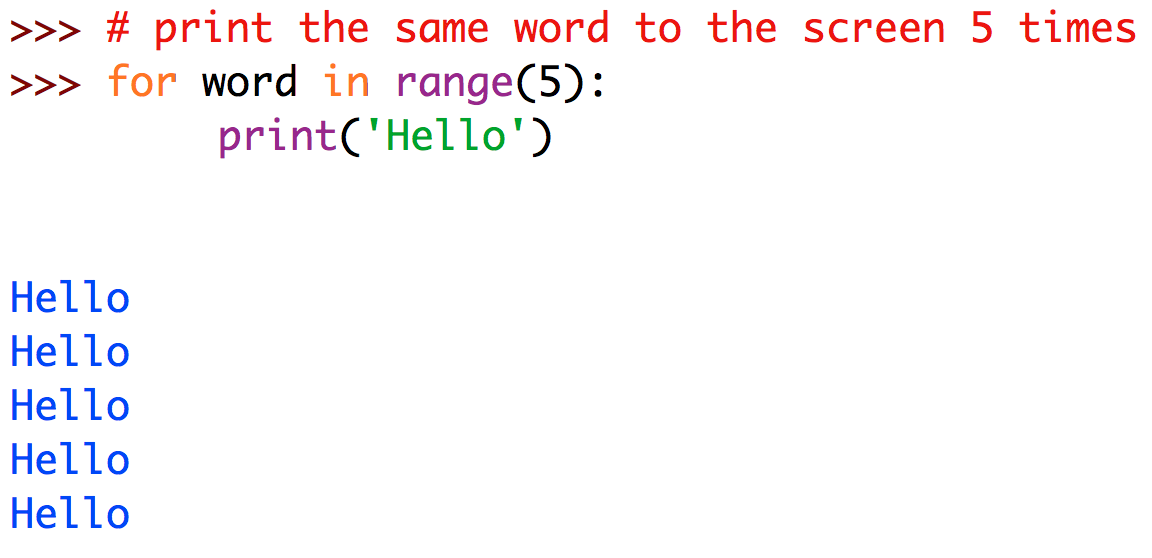 >>> # print the same word to the screen 5 times
>>> for word in range(5):
        print('Hello')
Hello
Hello
Hello
Hello
Hello